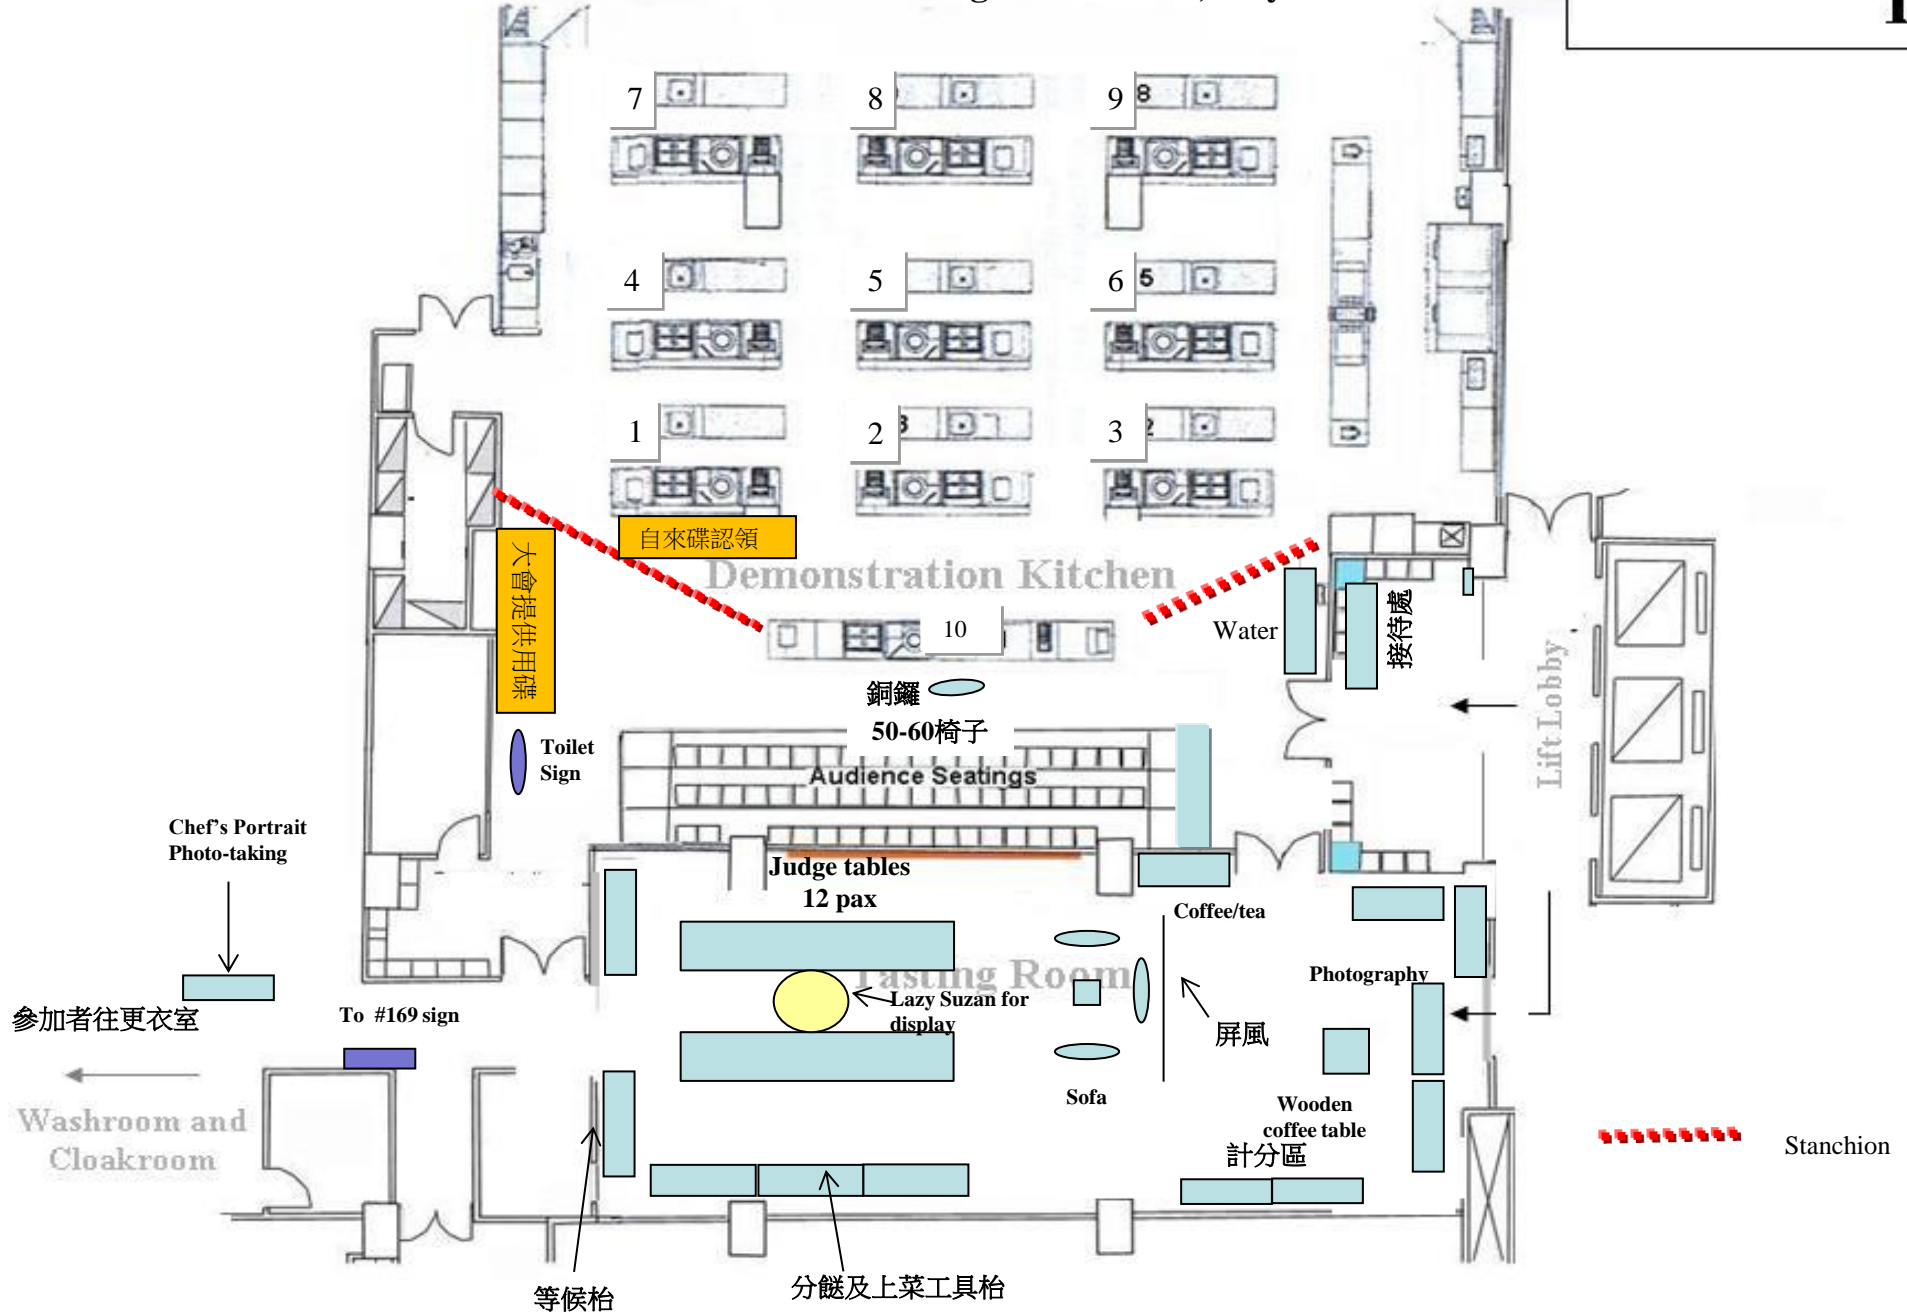 7
8
9
8
4
5
6
5
1
2
3
2
自來碟認領
大會提供用碟
Demonstration Kitchen
10
Water
接待處
Lift Lobby
銅鑼
50-60椅子
Audience Seatings
Toilet
Sign
Chef's Portrait
Photo-taking
Judge tables
12 pax
Coffee/tea
Tasting Room
Lazy Suzan for
display
Photography
屏風
參加者往更衣室
To #169 sign
Sofa
Wooden
coffee table
計分區
Washroom and
Cloakroom
Stanchion
等候枱
分餸及上菜工具枱